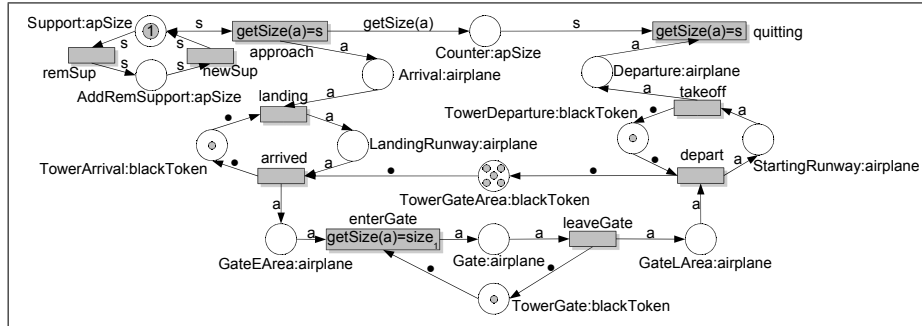 Support:apSize
1
s
getSize(a)=s
getSize(a)
s
getSize(a)=s
quitting
s
s
approach
a
Counter:apSize
a
remSup
s
s
newSup
Arrival:airplane
Departure:airplane
AddRemSupport:apSize
landing
a
a
takeoff
TowerDeparture:blackToken
a
a
LandingRunway:airplane
TowerArrival:blackToken
arrived
a
depart
a
StartingRunway:airplane
TowerGateArea:blackToken
a
enterGate
leaveGate
a
a
getSize(a)=size
1
a
a
a
GateEArea:airplane
Gate:airplane
GateLArea:airplane
TowerGate:blackToken